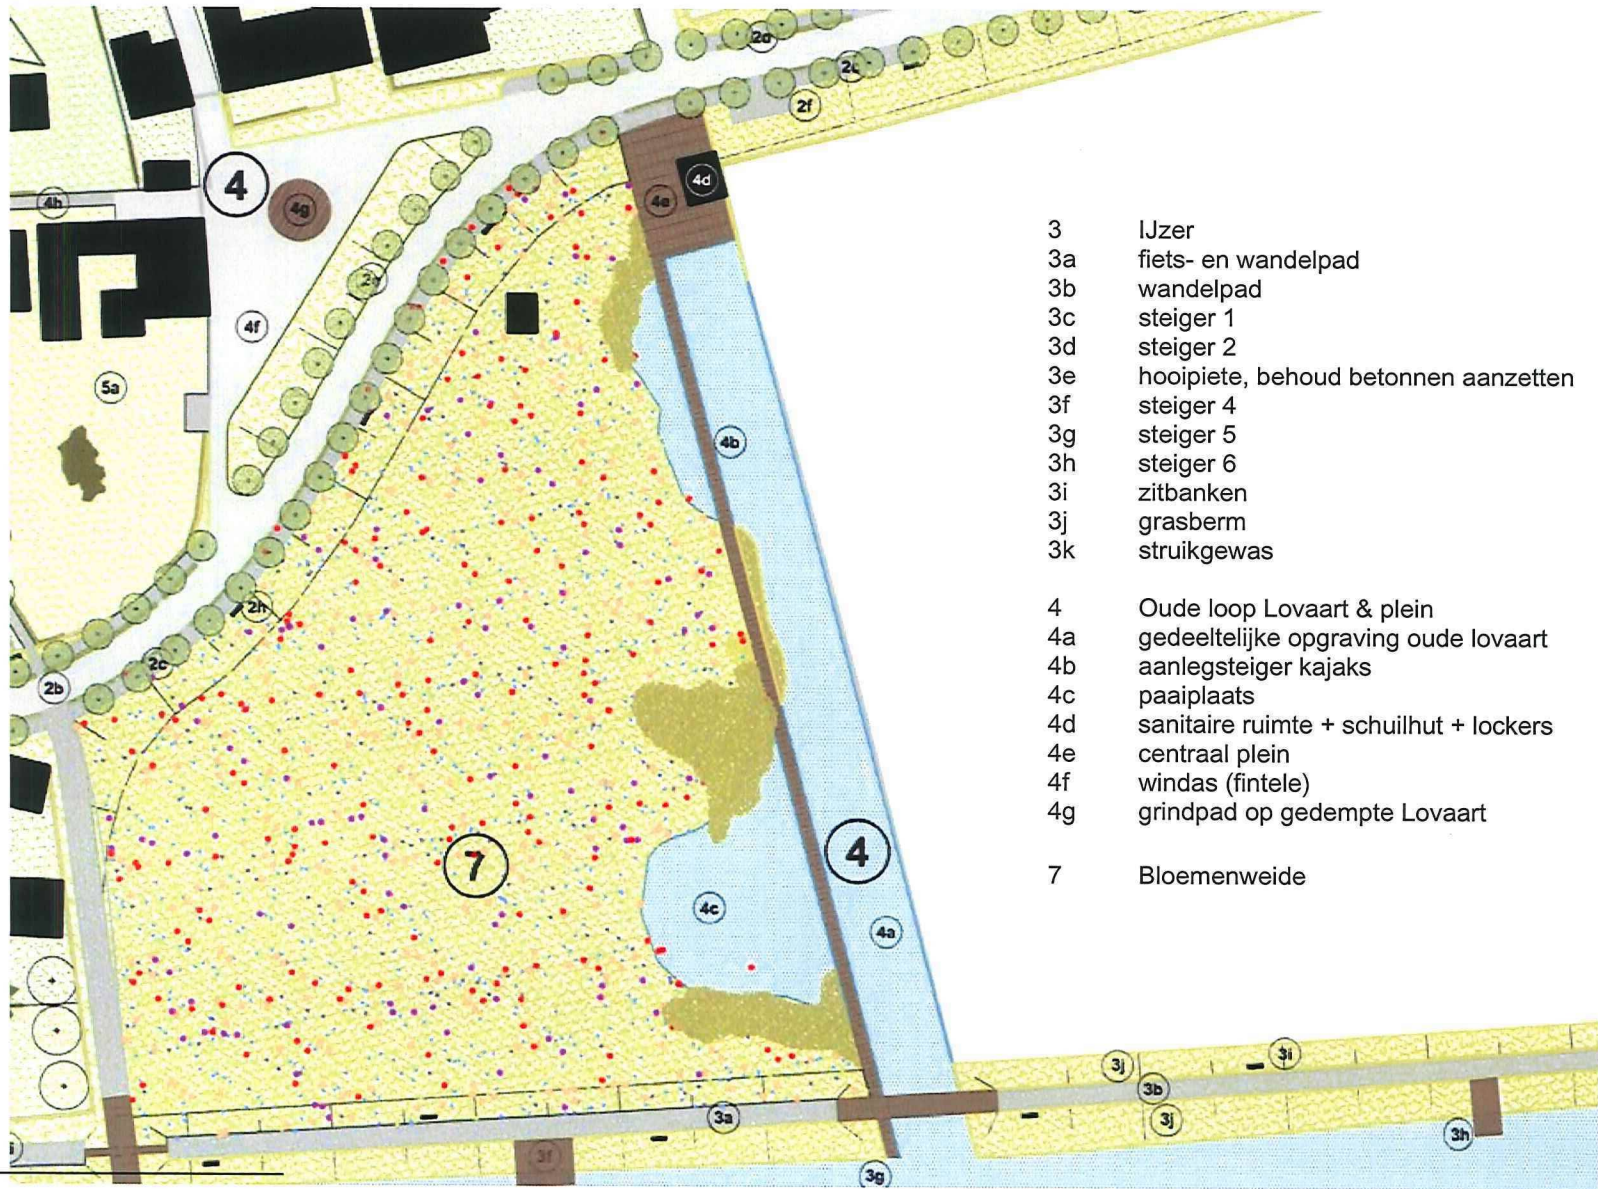 2d
2c
2f
4
4d
4h
4g
4e
2e
4f
5a
4b
2h
2c
2b
7
4
4c
4a
3j
3i
3b
3a
3j
3f
3h
3g
3 IJzer
3a fiets- en wandelpad
3b wandelpad
3c steiger 1
3d steiger 2
3e hooipiete, behoud betonnen aanzetten
3f steiger 4
3g steiger 5
3h steiger 6
3i zitbanken
3j grasberm
3k struikgewas
4 Oude loop Lovaart & plein
4a gedeeltelijke opgraving oude lovaart
4b aanlegsteiger kajaks
4c paaiplaats
4d sanitaire ruimte + schuilhut + lockers
4e centraal plein
4f windas (fintele)
4g grindpad op gedempte Lovaart
7 Bloemenweide